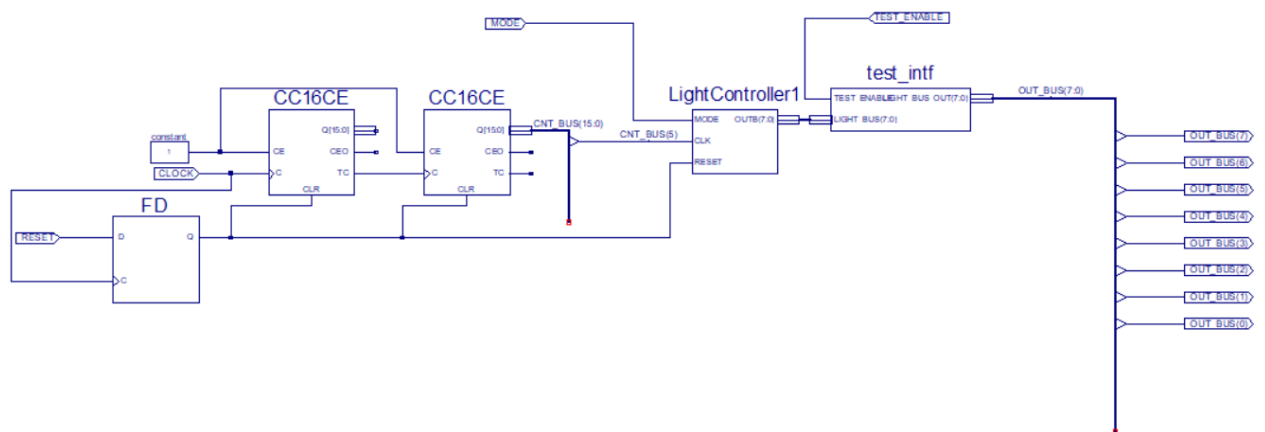 MODE
TEST_ENABLE
test_intf
CC16CE
CC16CE
LightController1
TEST ENABLE
LIGHT BUS OUT(7:0)
OUT_BUS(7:0)
LIGHT BUS(7:0)
MODE
OUTB(7:0)
CLK
RESET
Q[15:0]
Q[15:0]
CNT_BUS(15:0)
CNT_BUS(5)
constant
1
CE
CEO
CE
CEO
CLOCK
C
TC
C
TC
CLR
CLR
FD
RESET
D
Q
C
OUT_BUS(7)
OUT_BUS(6)
OUT_BUS(5)
OUT_BUS(4)
OUT_BUS(3)
OUT_BUS(2)
OUT_BUS(1)
OUT_BUS(0)